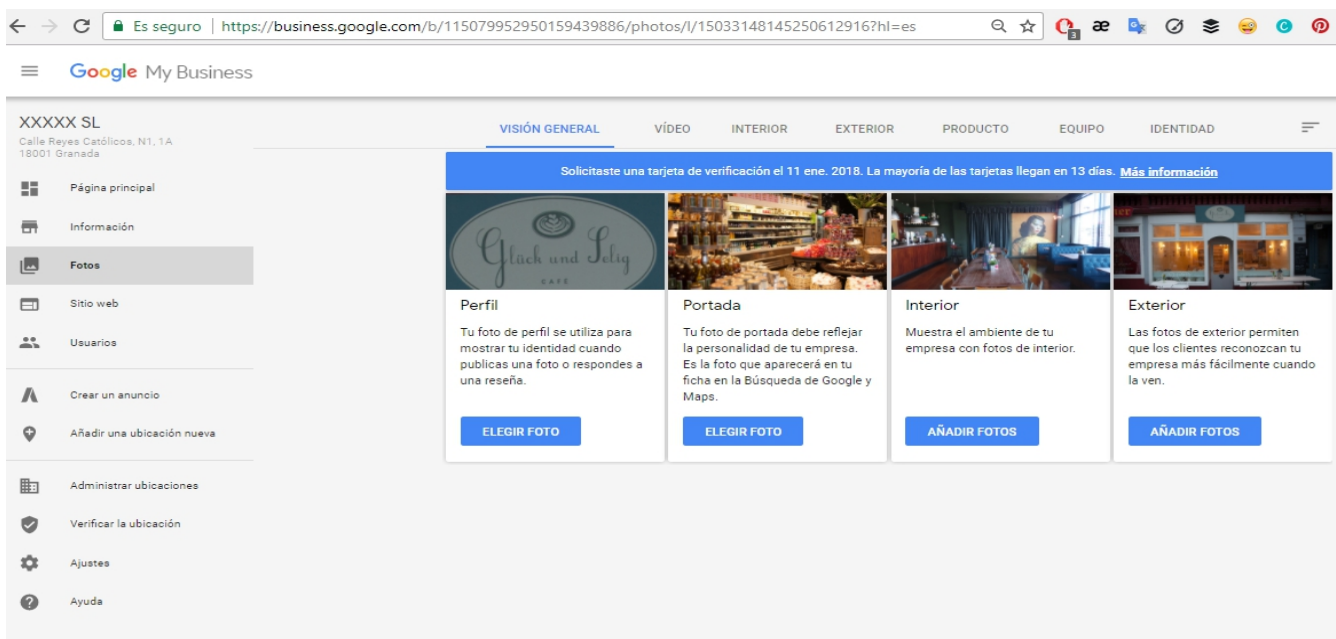 Es seguro | https://business.google.com/b/115079952950159439886/photos/l/15033148145250612916?hl=es
3
Google My Business
XXXXX SL
Calle Reyes Católicos, N1, 1A
18001 Granada
Página principal
Información
Fotos
Sitio web
Usuarios
Crear un anuncio
Añadir una ubicación nueva
Administrar ubicaciones
Verificar la ubicación
Ajustes
Ayuda
VISIÓN GENERAL VÍDEO INTERIOR EXTERIOR PRODUCTO EQUIPO IDENTIDAD
Solicitaste una tarjeta de verificación el 11 ene. 2018. La mayoría de las tarjetas llegan en 13 días. Más información
Glück und Selig
CAFE
Perfil
Tu foto de perfil se utiliza para
mostrar tu identidad cuando
publicas una foto o respondes a
una reseña.
ELEGIR FOTO
Portada
Tu foto de portada debe reflejar
la personalidad de tu empresa.
Es la foto que aparecerá en tu
ficha en la Búsqueda de Google y
Maps.
ELEGIR FOTO
Interior
Muestra el ambiente de tu
empresa con fotos de interior.
AÑADIR FOTOS
Exterior
Las fotos de exterior permiten
que los clientes reconozcan tu
empresa más fácilmente cuando
la ven.
AÑADIR FOTOS